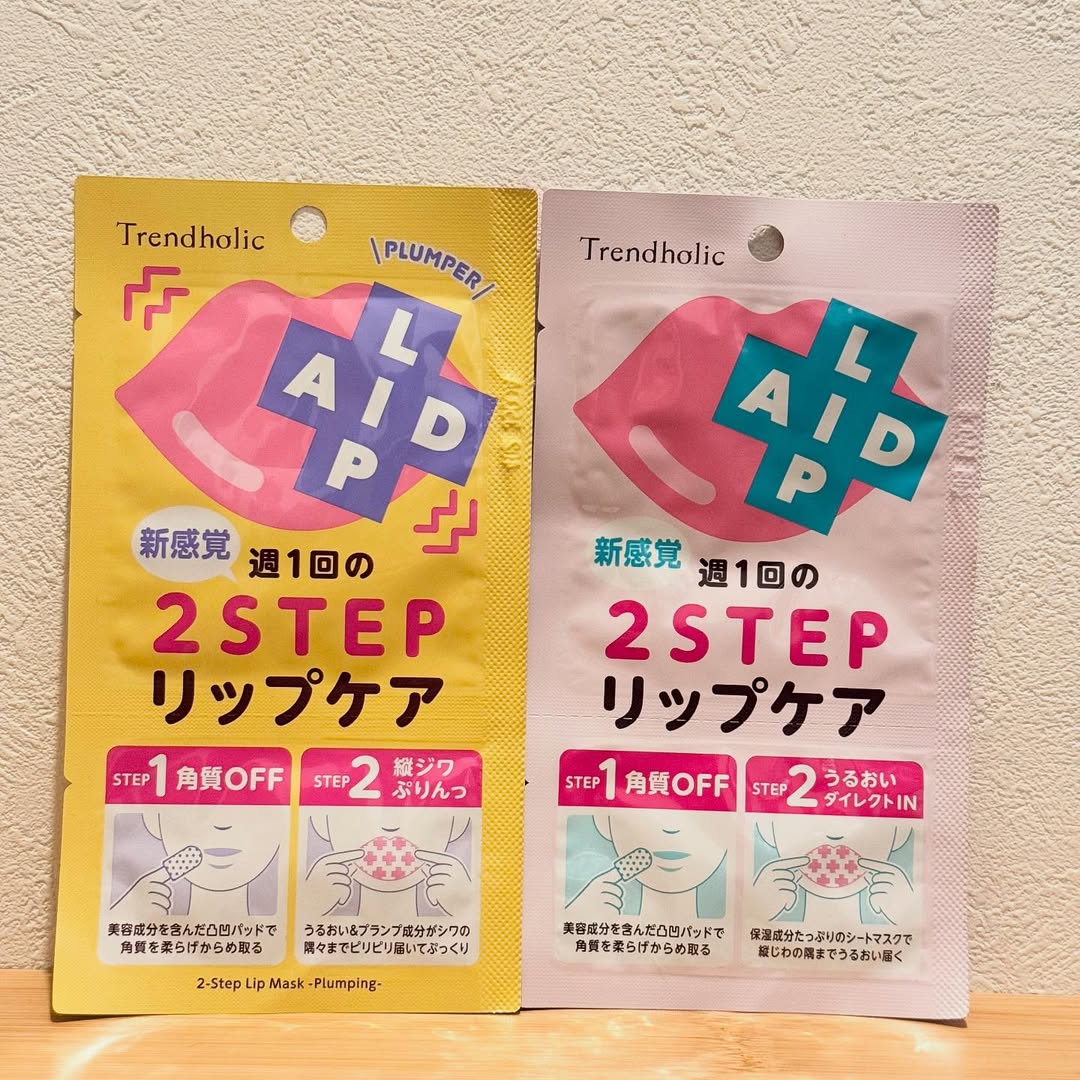 Trendholic
\PLUMPER/
LIP
AID
新感覚
週1回の
2STEP
リップケア
STEP1 角質OFF
美容成分を含んだ凸凹パッドで
角質を柔らげからめ取る
STEP2 縦ジワ
ぷりんっ
うるおい&プランプ成分がシワの
隅々までピリピリ届いてぷっくり
2-Step Lip Mask -Plumping-
Trendholic
LIP
AID
新感覚
週1回の
2STEP
リップケア
STEP1 角質OFF
美容成分を含んだ凸凹パッドで
角質を柔らげからめ取る
STEP2 うるおい
ダイレクトIN
保湿成分たっぷりのシートマスクで
縦じわの隅までうるおい届く